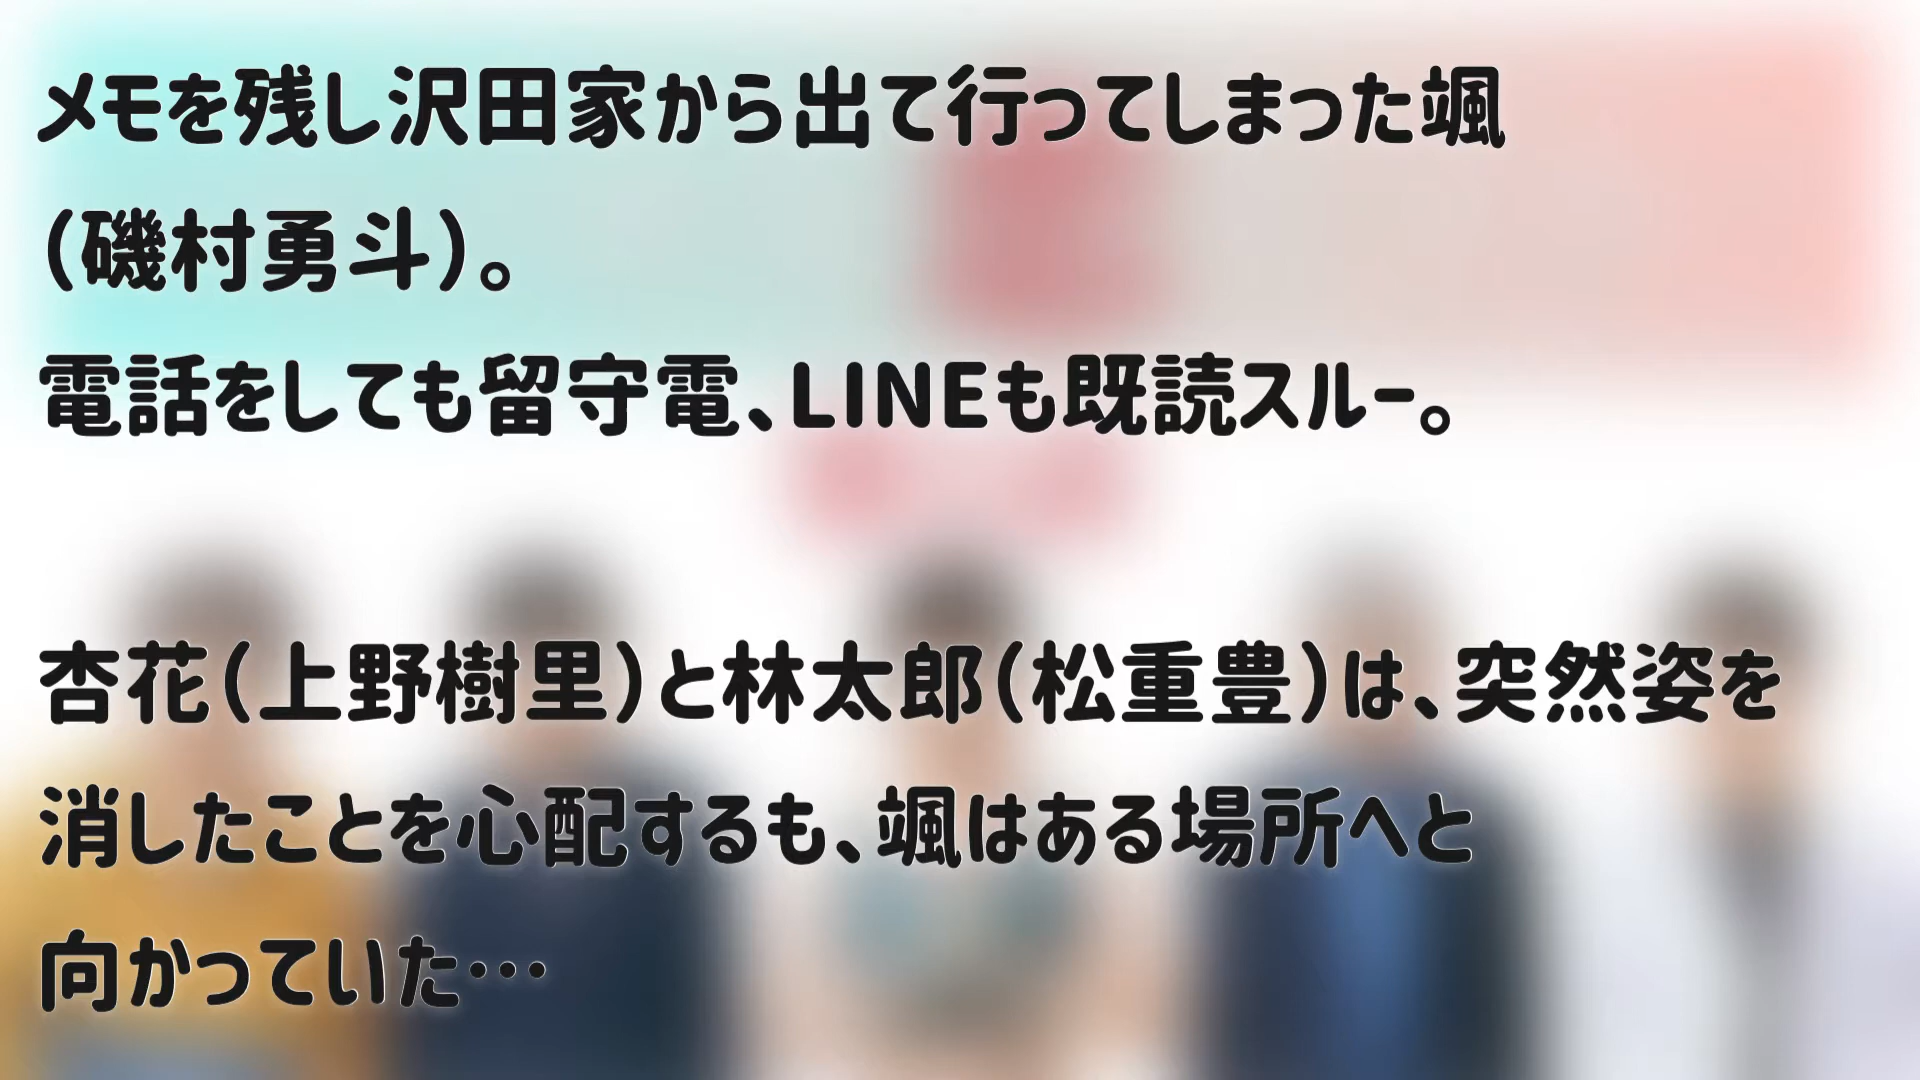 メモを残し沢田家から出て行ってしまった颯
(磯村勇斗)。
電話をしても留守電、LINEも既読スルー。
杏花(上野樹里)と林太郎(松重豊)は、突然姿を
消したことを心配するも、颯はある場所へと
向かっていた…